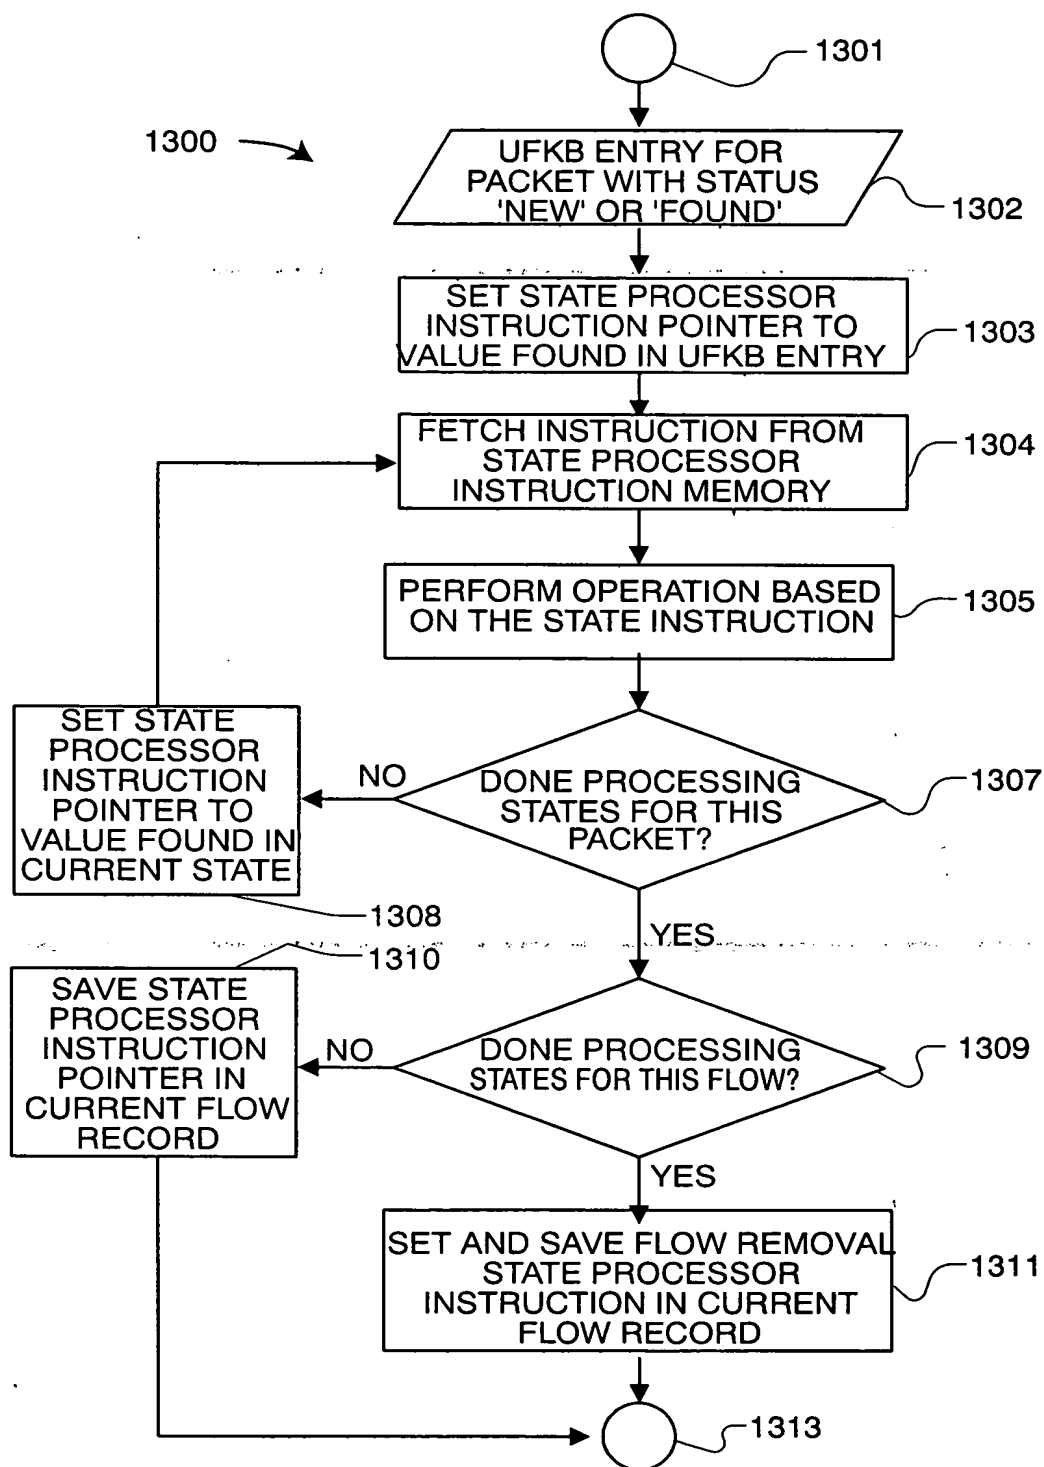 1301
1300
UFKB ENTRY FOR
PACKET WITH STATUS
'NEW' OR 'FOUND'
1302
SET STATE PROCESSOR
INSTRUCTION POINTER TO
VALUE FOUND IN UFKB ENTRY
1303
FETCH INSTRUCTION FROM
STATE PROCESSOR
INSTRUCTION MEMORY
1304
PERFORM OPERATION BASED
ON THE STATE INSTRUCTION
1305
SET STATE
PROCESSOR
INSTRUCTION
POINTER TO
VALUE FOUND IN
CURRENT STATE
1308
NO
DONE PROCESSING
STATES FOR THIS
PACKET?
1307
YES
1310
SAVE STATE
PROCESSOR
INSTRUCTION
POINTER IN
CURRENT FLOW
RECORD
NO
DONE PROCESSING
STATES FOR THIS FLOW?
1309
YES
SET AND SAVE FLOW REMOVAL
STATE PROCESSOR
INSTRUCTION IN CURRENT
FLOW RECORD
1311
1313